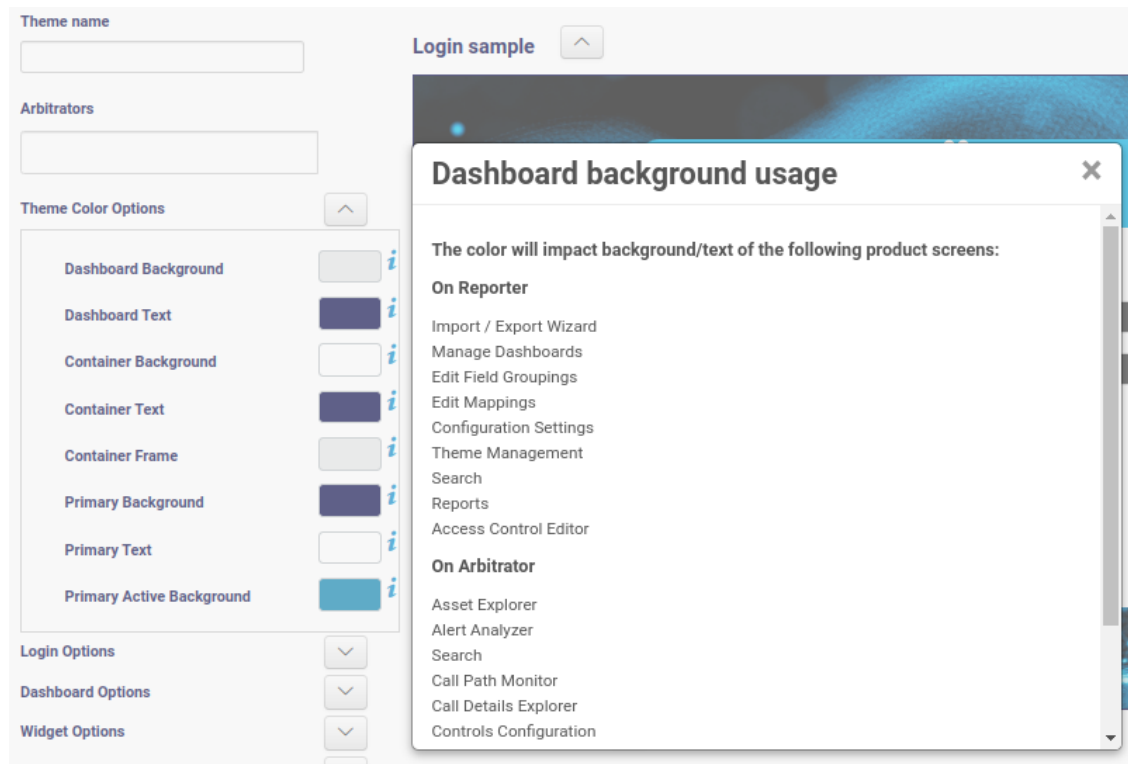 Theme name
Arbitrators
Theme Color Options
Dashboard Background
i
Dashboard Text
i
Container Background
i
Container Text
i
Container Frame
i
Primary Background
i
Primary Text
i
Primary Active Background
i
Login Options
Dashboard Options
Widget Options
Login sample
Dashboard background usage
×
The color will impact background/text of the following product screens:
On Reporter
Import / Export Wizard
Manage Dashboards
Edit Field Groupings
Edit Mappings
Configuration Settings
Theme Management
Search
Reports
Access Control Editor
On Arbitrator
Asset Explorer
Alert Analyzer
Search
Call Path Monitor
Call Details Explorer
Controls Configuration